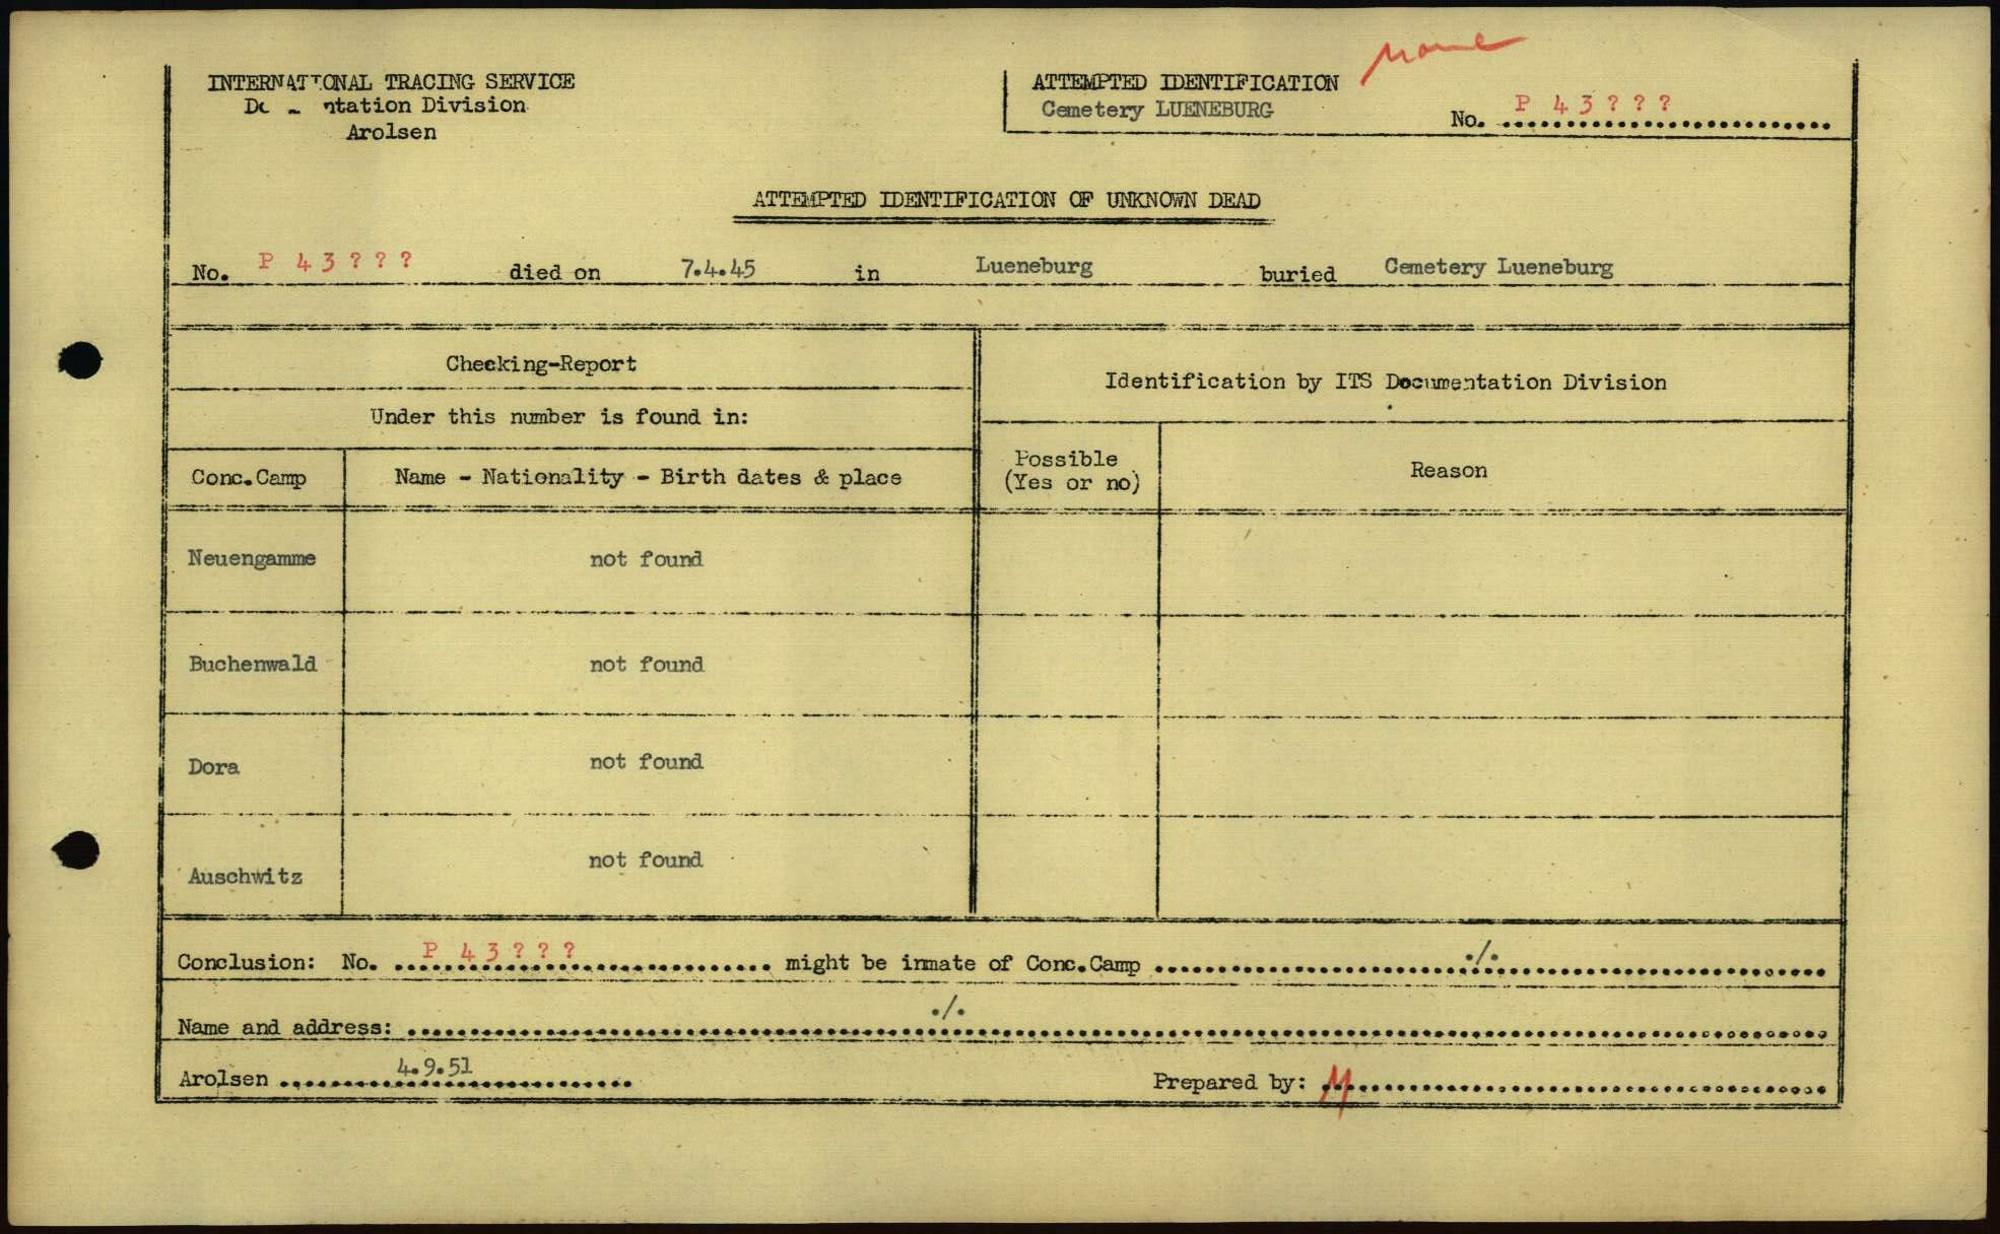 INTERNATIONAL TRACING SERVICE
ntation Division
Arolsen
ATTEMPTED IDENTIFICATION
Cemetery LUENEBURG
No. P 43???
ATTEMPTED IDENTIFICATION OF UNKNOWN DEAD
No. P 43??? died on 7.4.45 in Lueneburg buried Cemetery Lueneburg
Checking-Report
Identification by ITS Documentation Division
Under this number is found in:
Conc.Camp
Name - Nationality - Birth dates & place
Possible
(Yes or no)
Reason
Neuengamme not found
Buchenwald not found
Dora not found
Auschwitz not found
Conclusion: No. P 43??? might be inmate of Conc.Camp ./.
Name and address: ./.
Arolsen 4.9.51 Prepared by: